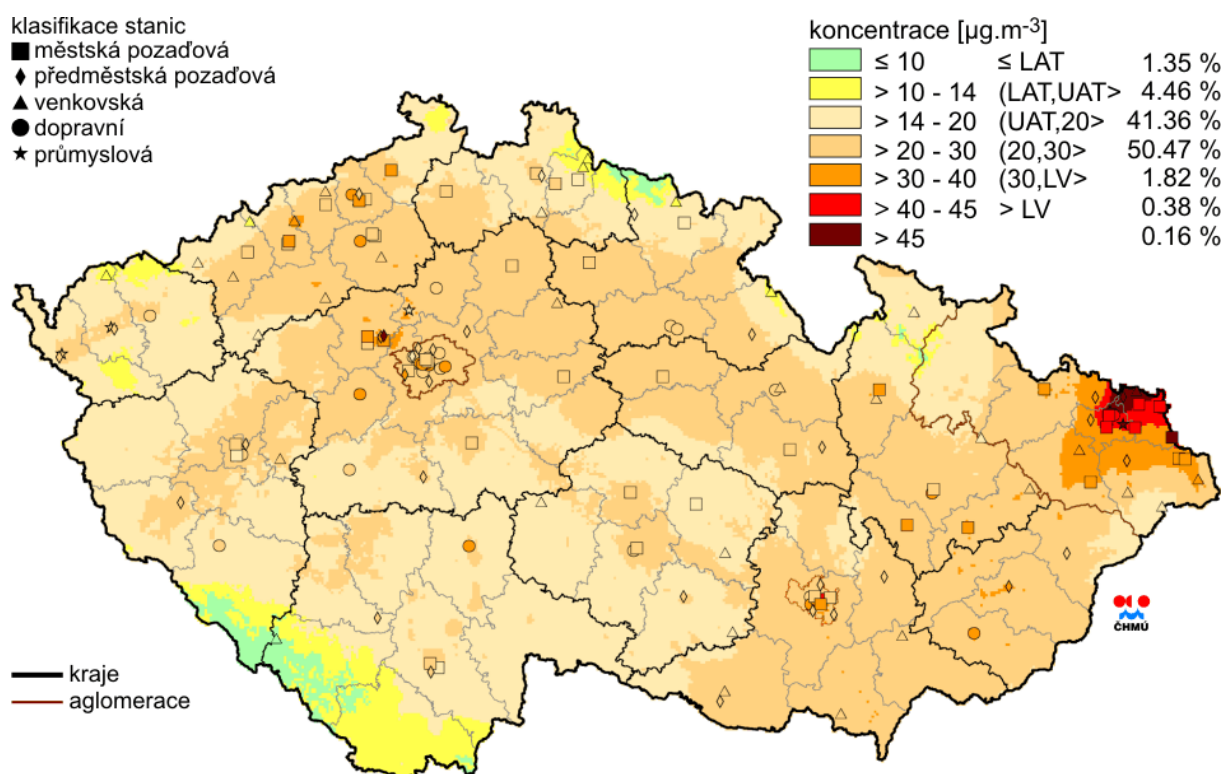 klasifikace stanic
městská pozaďová
předměstská pozaďová
venkovská
dopravní
průmyslová
koncentrace [µg.m-3]
≤ 10 ≤ LAT 1.35 %
> 10 - 14 (LAT,UAT> 4.46 %
> 14 - 20 (UAT,20> 41.36 %
> 20 - 30 (20,30> 50.47 %
> 30 - 40 (30,LV> 1.82 %
> 40 - 45 > LV 0.38 %
> 45 0.16 %
ČHMÚ
kraje
aglomerace